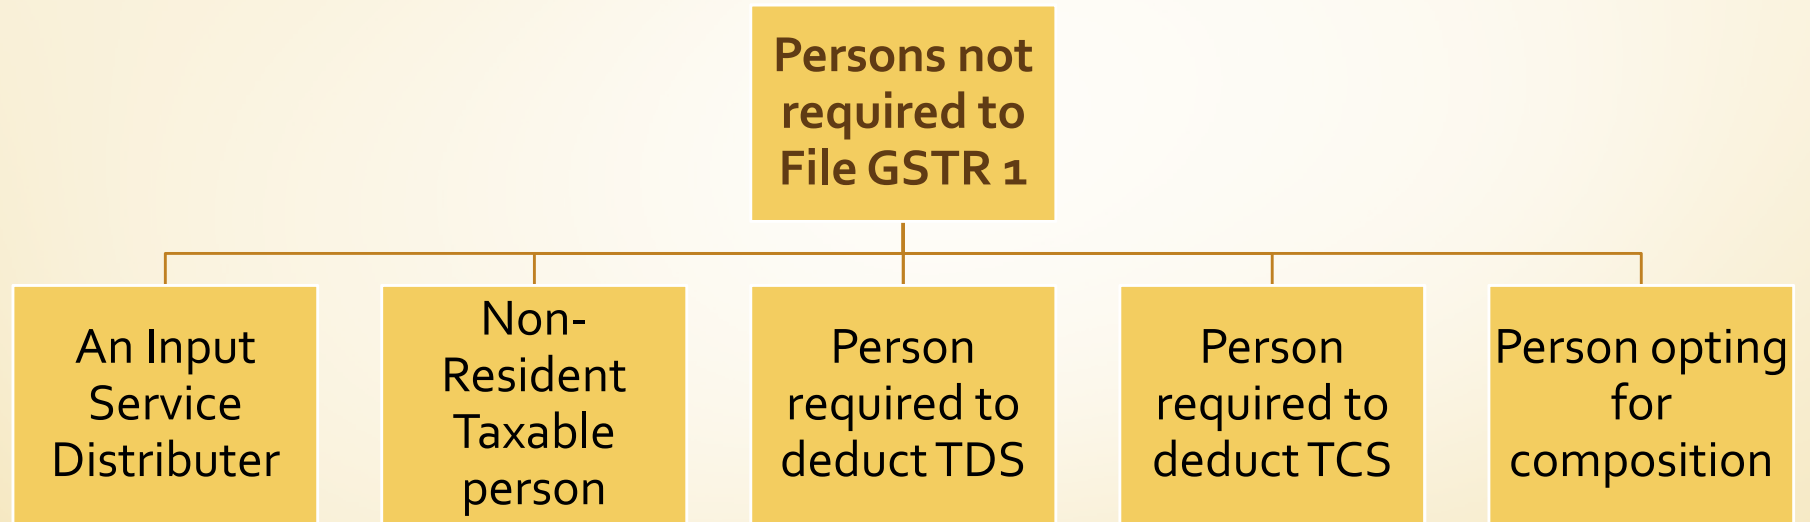 Persons not
required to
File GSTR 1
An Input
Service
Distributer
Non-
Resident
Taxable
person
Person
required to
deduct TDS
Person
required to
deduct TCS
Person opting
for
composition